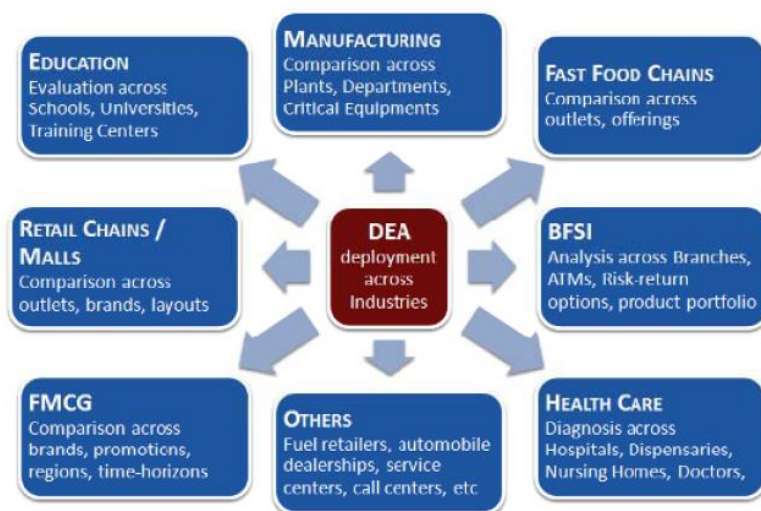 EDUCATION
Evaluation across
Schools, Universities,
Training Centers
MANUFACTURING
Comparison across
Plants, Departments,
Critical Equipments
FAST FOOD CHAINS
Comparison across
outlets, offerings
RETAIL CHAINS /
MALLS
Comparison across
outlets, brands, layouts
DEA
deployment
across
Industries
BFSI
Analysis across Branches,
ATMs, Risk-return
options, product portfolio
FMCG
Comparison across
brands, promotions,
regions, time-horizons
OTHERS
Fuel retailers, automobile
dealerships, service
centers, call centers, etc
HEALTH CARE
Diagnosis across
Hospitals, Dispensaries,
Nursing Homes, Doctors,